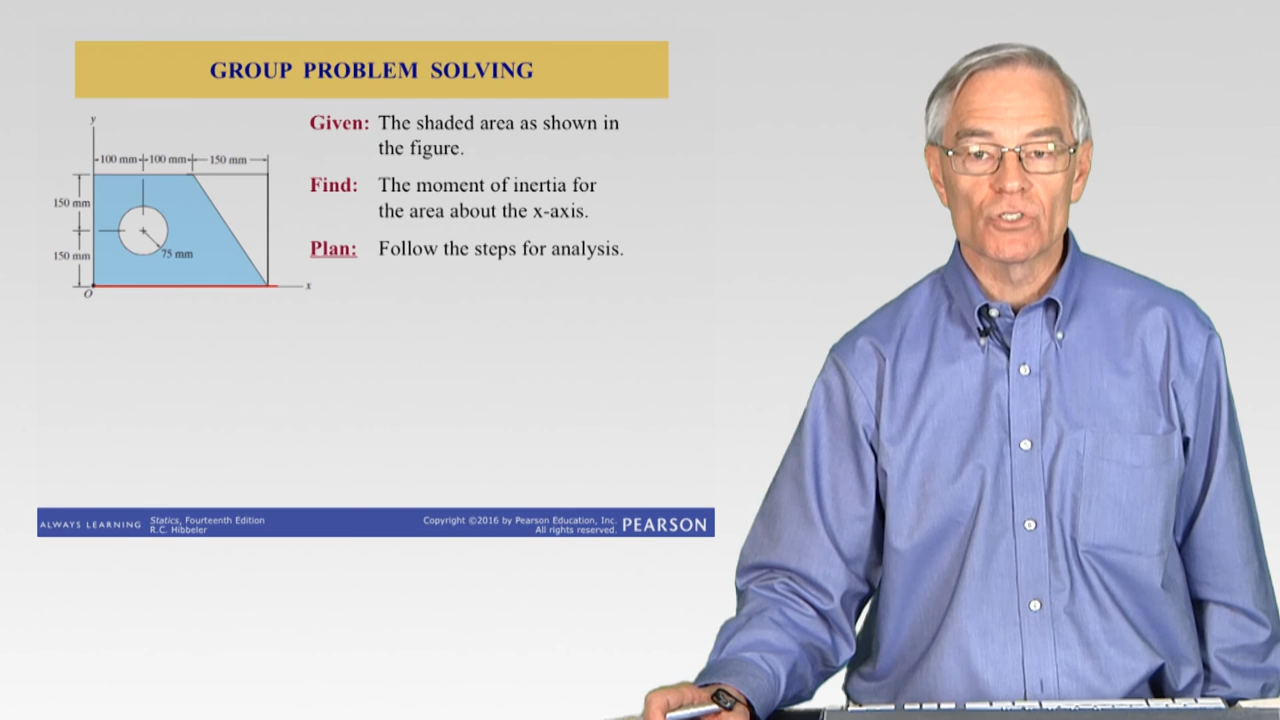 GROUP PROBLEM SOLVING
y
100 mm
100 mm
150 mm
150 mm
150 mm
75 mm
O
x
Given: The shaded area as shown in
the figure.
Find: The moment of inertia for
the area about the x-axis.
Plan: Follow the steps for analysis.
ALWAYS LEARNING
Statics, Fourteenth Edition
R.C. Hibbeler
Copyright ©2016 by Pearson Education, Inc.
All rights reserved.
PEARSON